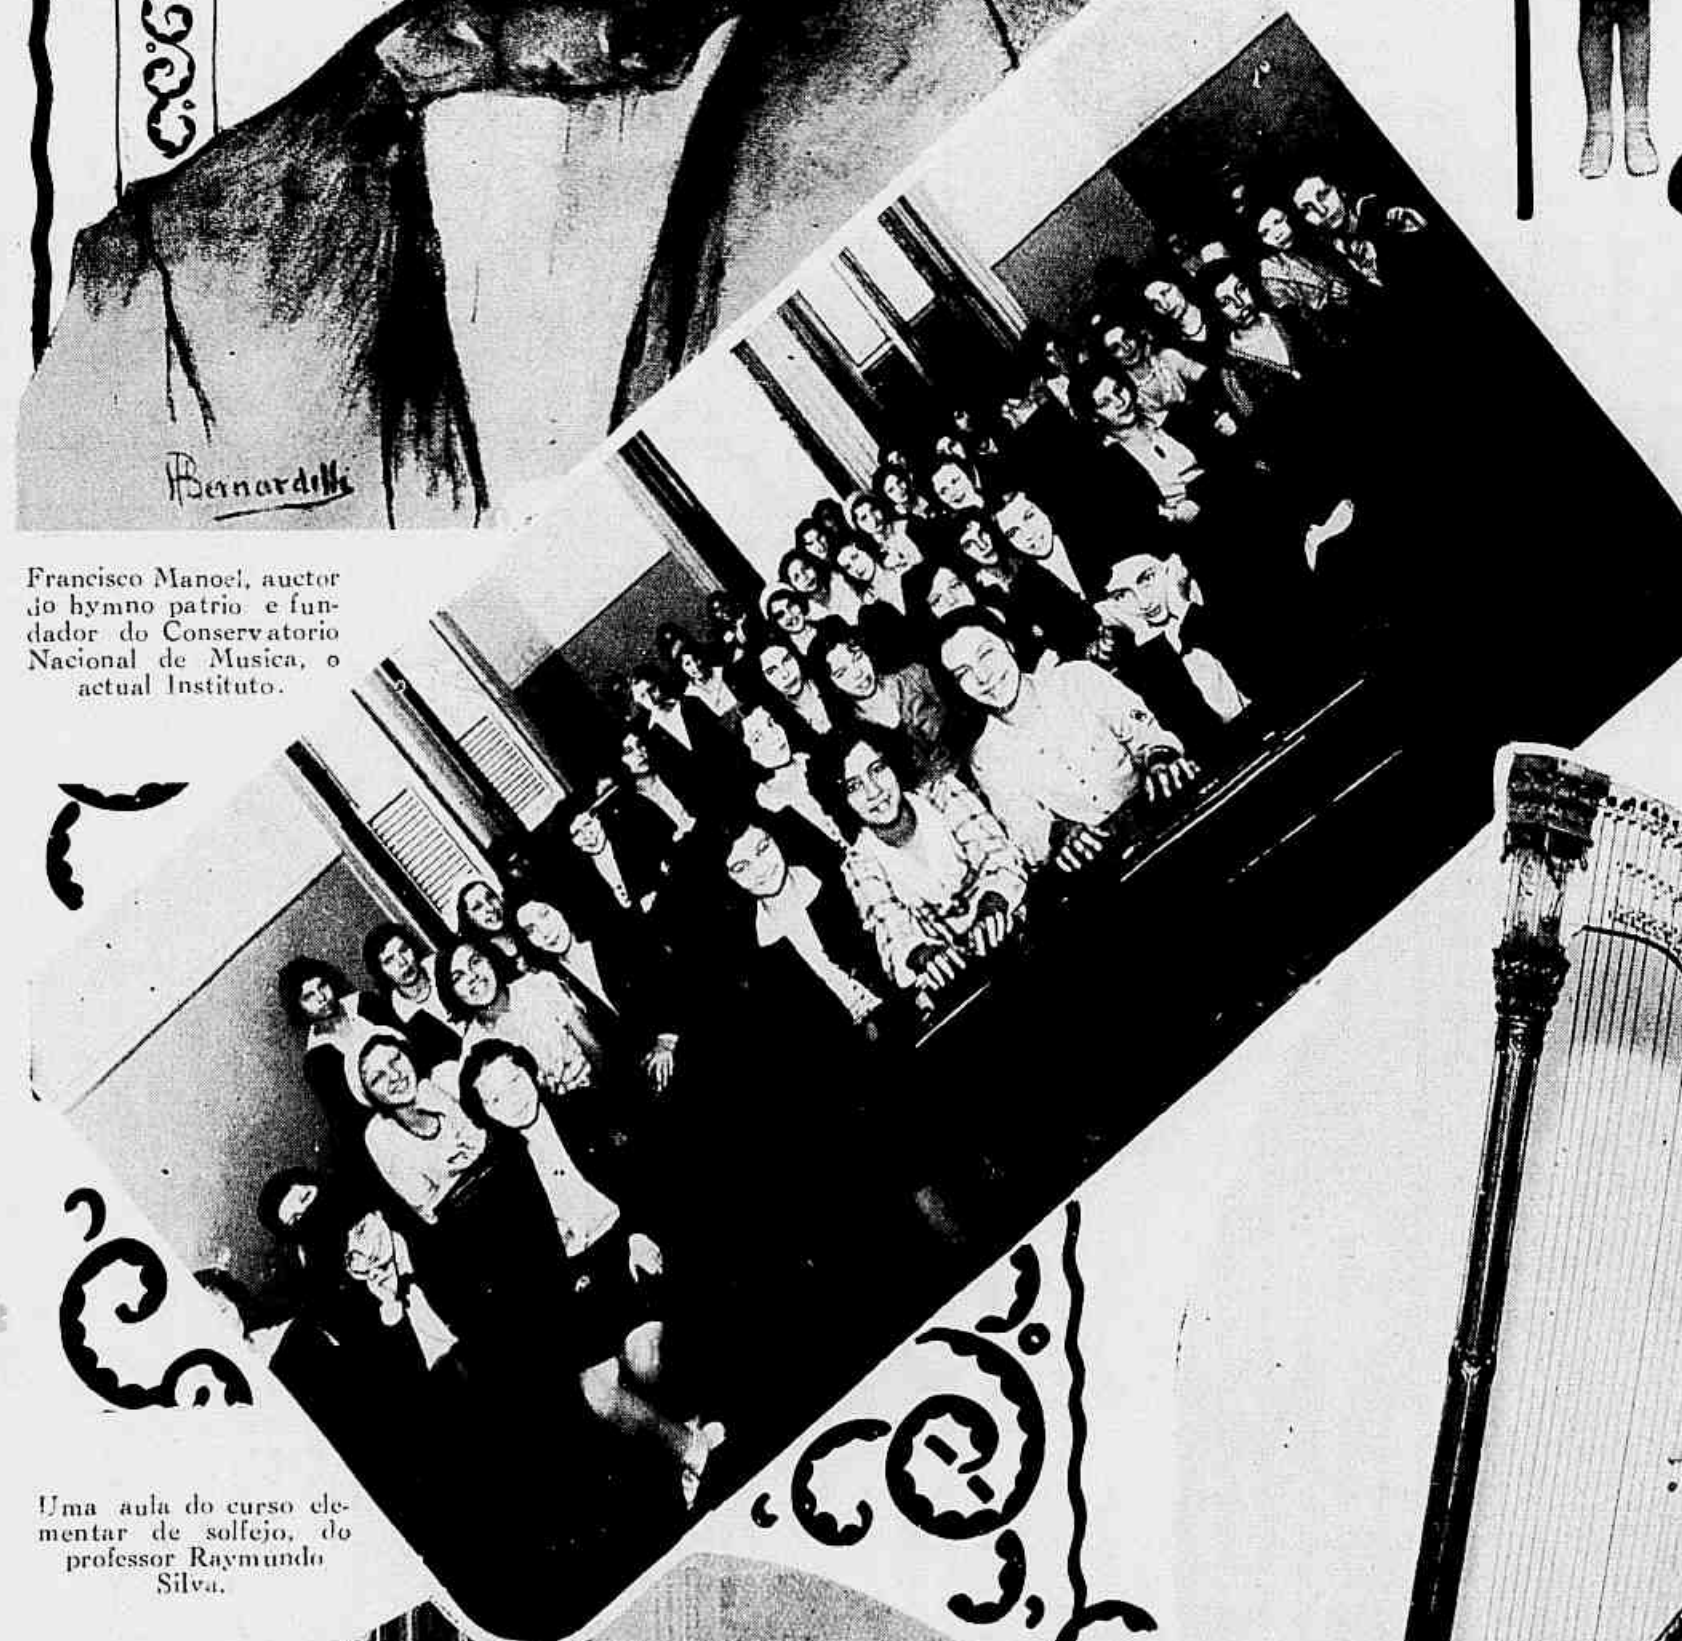 HBernardelli
Francisco Manoel, auctor
do hymno patrio e fun-
dador do Conservatorio
Nacional de Musica, o
actual Instituto.
Uma aula do curso ele-
mentar de solfejo, do
professor Raymundo
Silva.